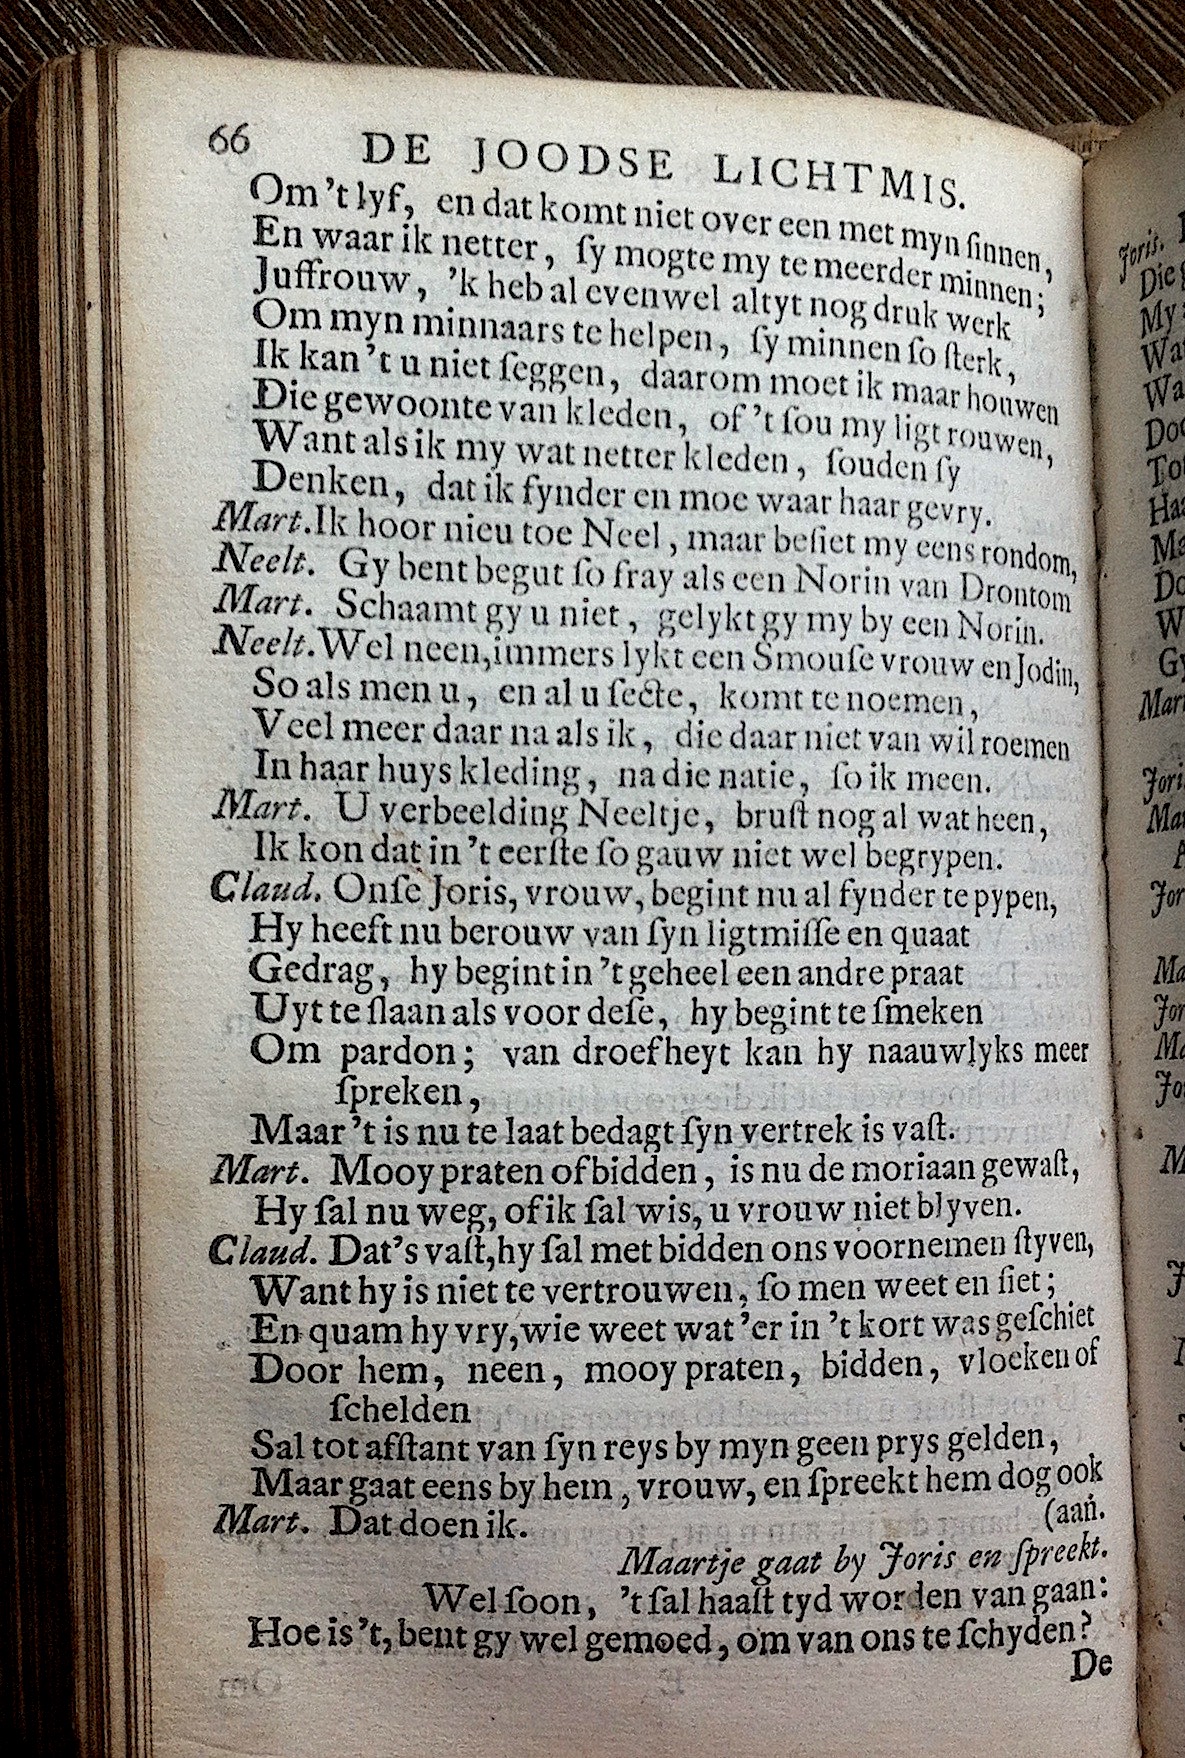 66 DE JOODSE LICHTMIS.
Om 't lyf, en dat komt niet over een met myn ſinnen,
En waar ik netter, ſy mogte my te meerder minnen;
Juffrouw, 'k heb al evenwel altyt nog druk werk
Om myn minnaars te helpen, ſy minnen ſo ſterk,
Ik kan 't u niet ſeggen, daarom moet ik maar houwen
Die gewoonte van kleden, of 't ſou my ligt rouwen,
Want als ik my wat netter kleden, ſouden ſy
Denken, dat ik fynder en moe waar haar gevry.
Mart. Ik hoor nieu toe Neel, maar beſiet my eens rondom,
Neelt. Gy bent begut ſo fray als een Norin van Drontom
Mart. Schaamt gy u niet, gelykt gy my by een Norin.
Neelt. Wel neen, immers lykt een Smouſe vrouw en Jodin,
So als men u, en al u ſecte, komt te noemen,
Veel meer daar na als ik, die daar niet van wil roemen
In haar huys kleding, na die natie, ſo ik meen.
Mart. U verbeelding Neeltje, bruſt nog al wat heen,
Ik kon dat in 't eerſte ſo gauw niet wel begrypen.
Claud. Onſe Joris, vrouw, begint nu al fynder te pypen,
Hy heeft nu berouw van ſyn ligtmiſſe en quaat
Gedrag, hy begint in 't geheel een andre praat
Uyt te ſlaan als voor deſe, hy begint te ſmeken
Om pardon; van droefheyt kan hy naauwlyks meer
ſpreken,
Maar 't is nu te laat bedagt ſyn vertrek is vaſt.
Mart. Mooy praten of bidden, is nu de moriaan gewaſt,
Hy ſal nu weg, of ik ſal wis, u vrouw niet blyven.
Claud. Dat's vaſt, hy ſal met bidden ons voornemen ſtyven,
Want hy is niet te vertrouwen, ſo men weet en ſiet;
En quam hy vry, wie weet wat 'er in 't kort was geſchiet
Door hem, neen, mooy praten, bidden, vloeken of
ſchelden
Sal tot afſtant van ſyn reys by myn geen prys gelden,
Maar gaat eens by hem, vrouw, en ſpreekt hem dog ook
Mart. Dat doen ik. (aan.
Maartje gaat by Joris en ſpreekt.
Wel ſoon, 't ſal haaſt tyd worden van gaan:
Hoe is 't, bent gy wel gemoed, om van ons te ſchyden?
De